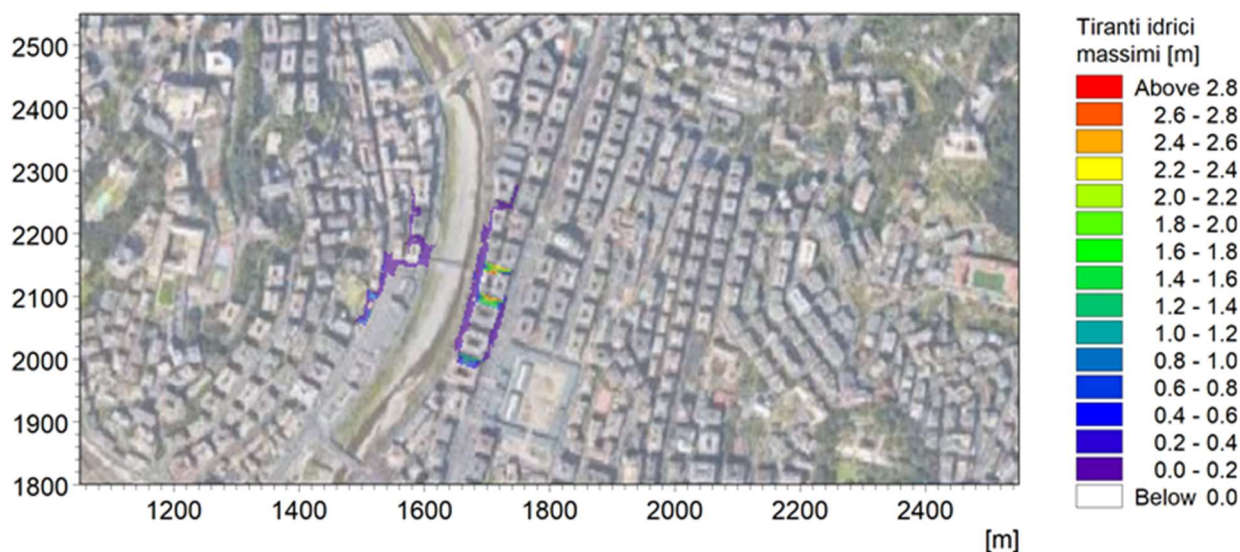 2500
2400
2300
2200
2100
2000
1900
1800
1200 1400 1600 1800 2000 2200 2400
[m]
Tiranti idrici
massimi [m]
Above 2.8
2.6 - 2.8
2.4 - 2.6
2.2 - 2.4
2.0 - 2.2
1.8 - 2.0
1.6 - 1.8
1.4 - 1.6
1.2 - 1.4
1.0 - 1.2
0.8 - 1.0
0.6 - 0.8
0.4 - 0.6
0.2 - 0.4
0.0 - 0.2
Below 0.0